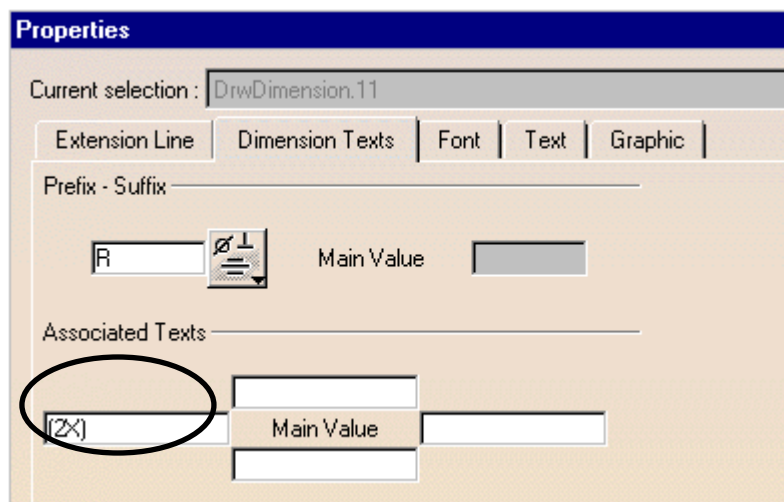 Properties
Current selection : DrwDimension.11
Extension Line Dimension Texts Font Text Graphic
Prefix - Suffix
R Main Value
Associated Texts
(2X) Main Value